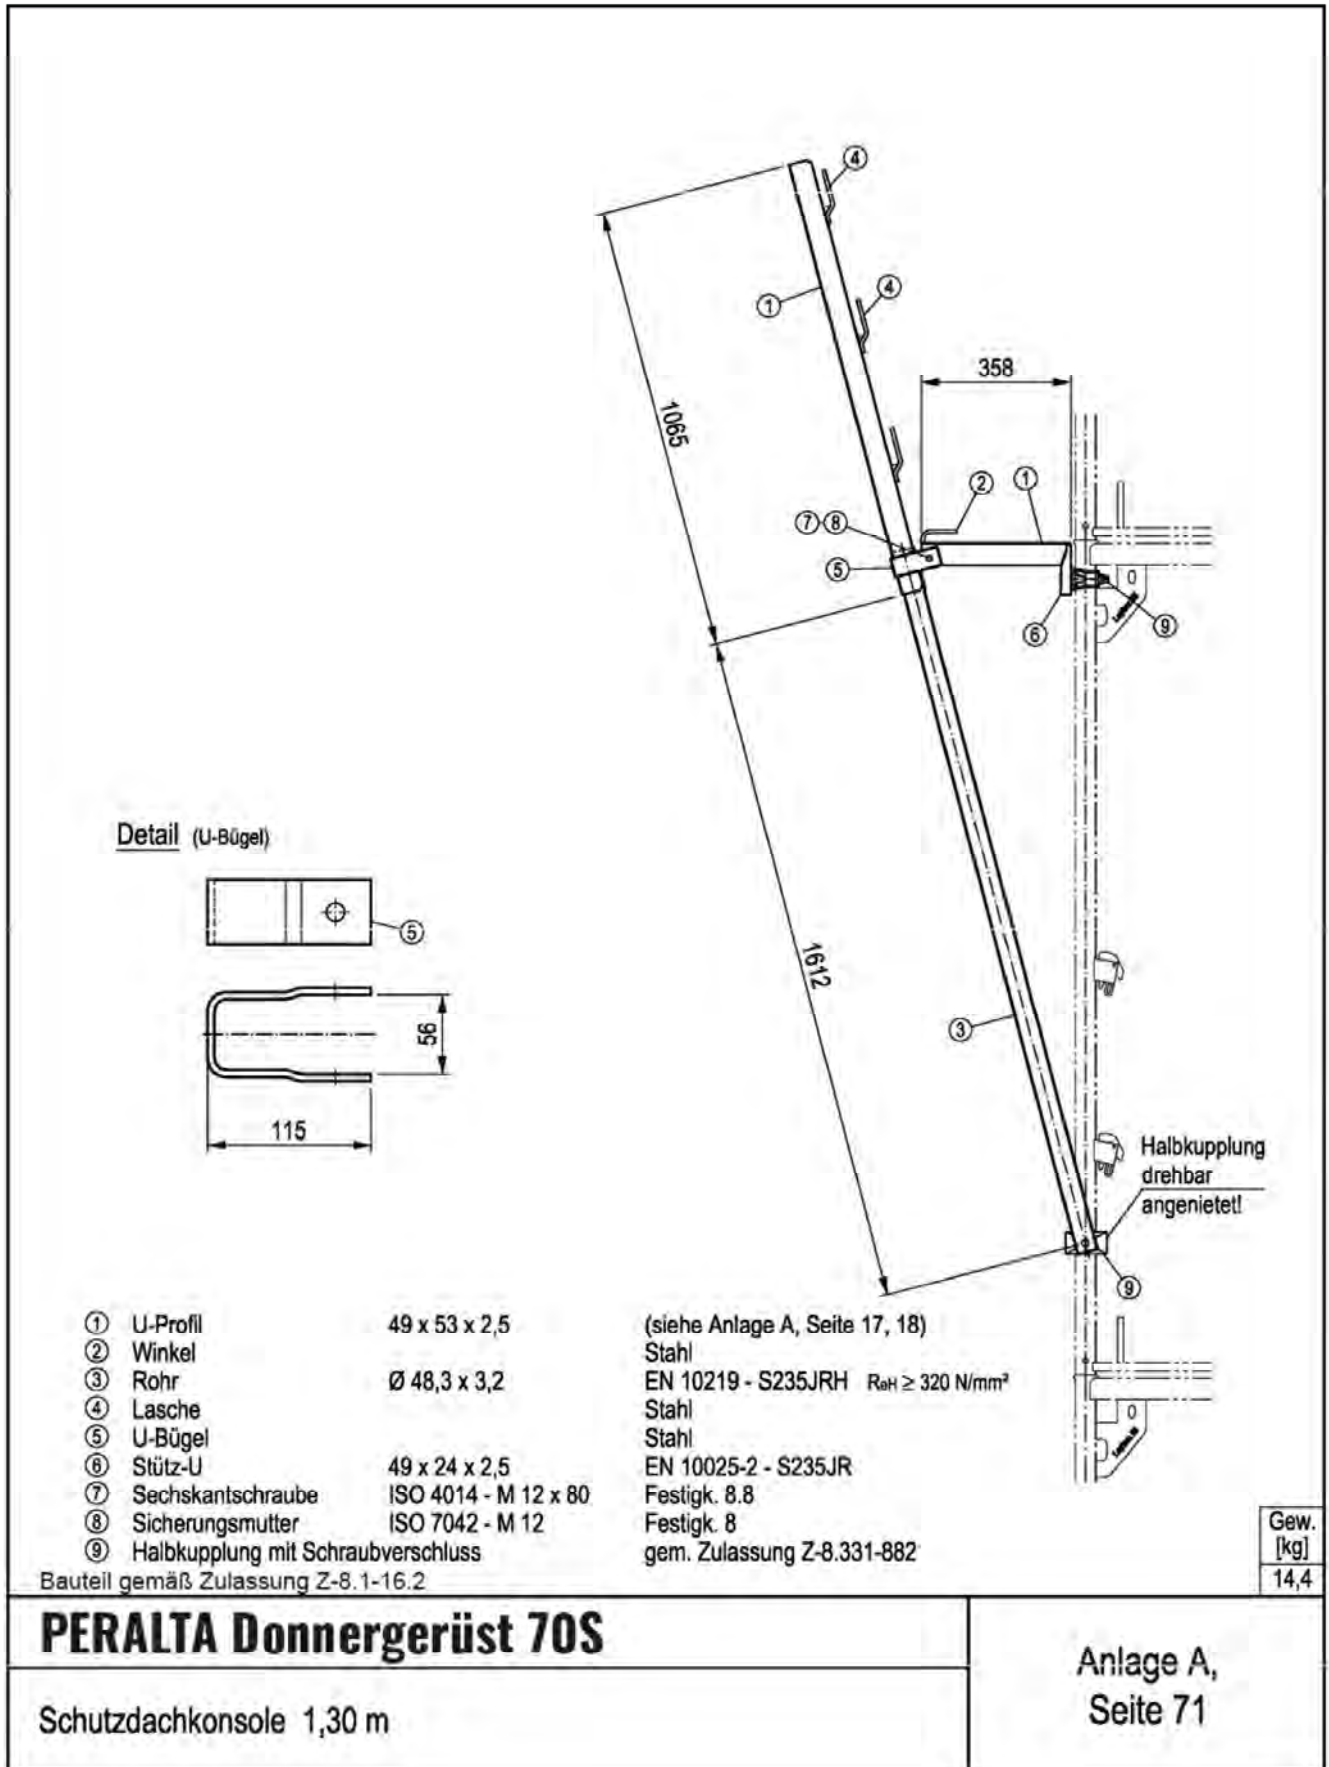 ④
④
①
1065
358
② ①
⑦ ⑧
⑤
⑥
⑨
Detail (U-Bügel)
⑤
56
115
1612
③
Halbkupplung
drehbar
angenietet!
⑨
① U-Profil 49 x 53 x 2,5 (siehe Anlage A, Seite 17, 18)
② Winkel Stahl
③ Rohr Ø 48,3 x 3,2 EN 10219 - S235JRH ReH ≥ 320 N/mm²
④ Lasche Stahl
⑤ U-Bügel Stahl
⑥ Stütz-U 49 x 24 x 2,5 EN 10025-2 - S235JR
⑦ Sechskantschraube ISO 4014 - M 12 x 80 Festigk. 8.8
⑧ Sicherungsmutter ISO 7042 - M 12 Festigk. 8
⑨ Halbkupplung mit Schraubverschluss gem. Zulassung Z-8.331-882
Bauteil gemäß Zulassung Z-8.1-16.2
Gew.
[kg]
14,4
PERALTA Donnergerüst 70S
Schutzdachkonsole 1,30 m
Anlage A,
Seite 71